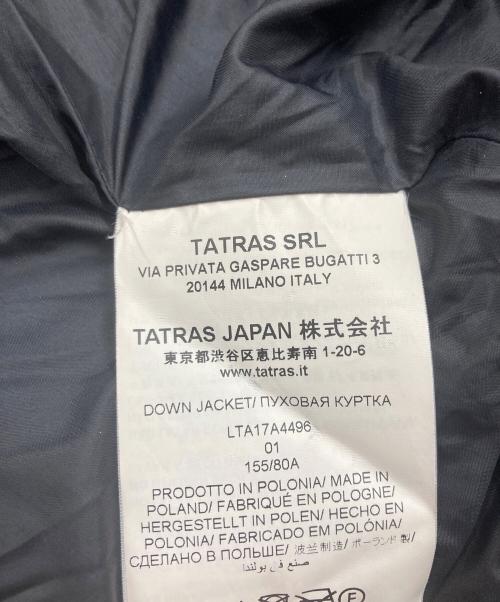 TATRAS SRL
VIA PRIVATA GASPARE BUGATTI 3
20144 MILANO ITALY
TATRAS JAPAN 株式会社
東京都渋谷区恵比寿南 1-20-6
www.tatras.it
DOWN JACKET/ ПУХОВАЯ КУРТКА
LTA17A4496
01
155/80A
PRODOTTO IN POLONIA/ MADE IN
POLAND/ FABRIQUÉ EN POLOGNE/
HERGESTELLT IN POLEN/ HECHO EN
POLONIA/ FABRICADO EM POLÓNIA/
СДЕЛАНО В ПОЛЬШЕ/ 波兰制造/ ポーランド 製/
صنع في بولندا/